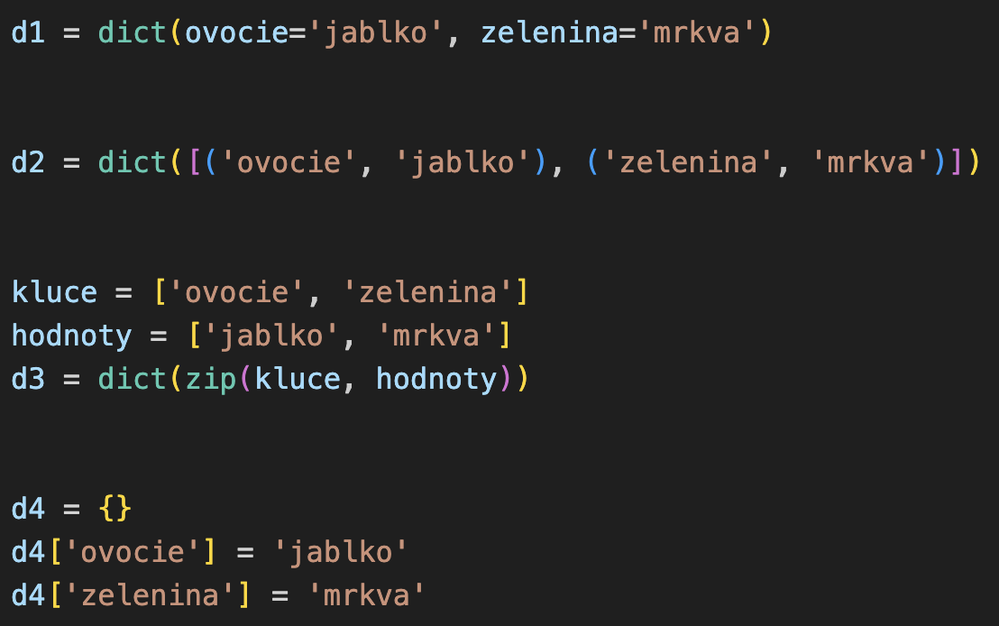 d1 = dict(ovocie='jablko', zelenina='mrkva')
d2 = dict([('ovocie', 'jablko'), ('zelenina', 'mrkva')])
kluce = ['ovocie', 'zelenina']
hodnoty = ['jablko', 'mrkva']
d3 = dict(zip(kluce, hodnoty))
d4 = {}
d4['ovocie'] = 'jablko'
d4['zelenina'] = 'mrkva'